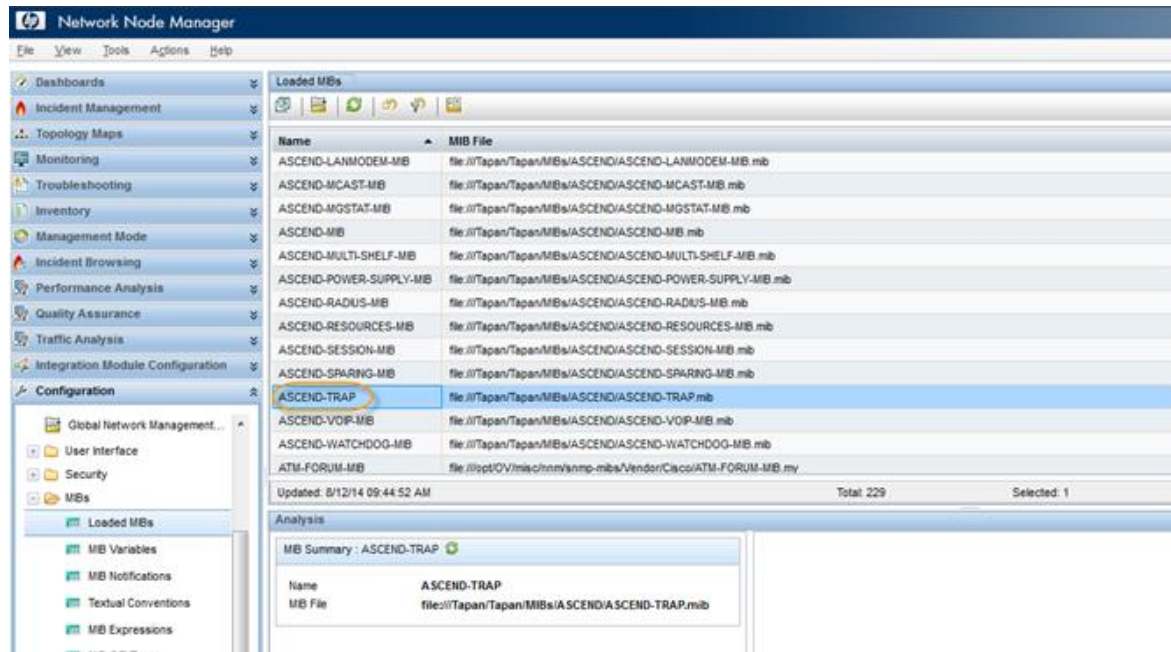 hp Network Node Manager
File View Tools Actions Help
Dashboards
Incident Management
Topology Maps
Monitoring
Troubleshooting
Inventory
Management Mode
Incident Browsing
Performance Analysis
Quality Assurance
Traffic Analysis
Integration Module Configuration
Configuration
Global Network Management...
User Interface
Security
MIBs
Loaded MIBs
MIB Variables
MIB Notifications
Textual Conventions
MIB Expressions
Loaded MIBs
Name MIB File
ASCEND-LANMODEM-MIB file:///Tapan/Tapan/MIBs/ASCEND/ASCEND-LANMODEM-MIB.mib
ASCEND-MCAST-MIB file:///Tapan/Tapan/MIBs/ASCEND/ASCEND-MCAST-MIB.mib
ASCEND-MGSTAT-MIB file:///Tapan/Tapan/MIBs/ASCEND/ASCEND-MGSTAT-MIB.mib
ASCEND-MIB file:///Tapan/Tapan/MIBs/ASCEND/ASCEND-MIB.mib
ASCEND-MULTI-SHELF-MIB file:///Tapan/Tapan/MIBs/ASCEND/ASCEND-MULTI-SHELF-MIB.mib
ASCEND-POWER-SUPPLY-MIB file:///Tapan/Tapan/MIBs/ASCEND/ASCEND-POWER-SUPPLY-MIB.mib
ASCEND-RADIUS-MIB file:///Tapan/Tapan/MIBs/ASCEND/ASCEND-RADIUS-MIB.mib
ASCEND-RESOURCES-MIB file:///Tapan/Tapan/MIBs/ASCEND/ASCEND-RESOURCES-MIB.mib
ASCEND-SESSION-MIB file:///Tapan/Tapan/MIBs/ASCEND/ASCEND-SESSION-MIB.mib
ASCEND-SPARING-MIB file:///Tapan/Tapan/MIBs/ASCEND/ASCEND-SPARING-MIB.mib
ASCEND-TRAP file:///Tapan/Tapan/MIBs/ASCEND/ASCEND-TRAP.mib
ASCEND-VOIP-MIB file:///Tapan/Tapan/MIBs/ASCEND/ASCEND-VOIP-MIB.mib
ASCEND-WATCHDOG-MIB file:///Tapan/Tapan/MIBs/ASCEND/ASCEND-WATCHDOG-MIB.mib
ATM-FORUM-MIB file:///opt/OV/misc/nnm/snmp-mibs/Vendor/Cisco/ATM-FORUM-MIB.my
Updated: 8/12/14 09:44:52 AM Total: 229 Selected: 1
Analysis
MIB Summary : ASCEND-TRAP
Name ASCEND-TRAP
MIB File file:///Tapan/Tapan/MIBs/ASCEND/ASCEND-TRAP.mib